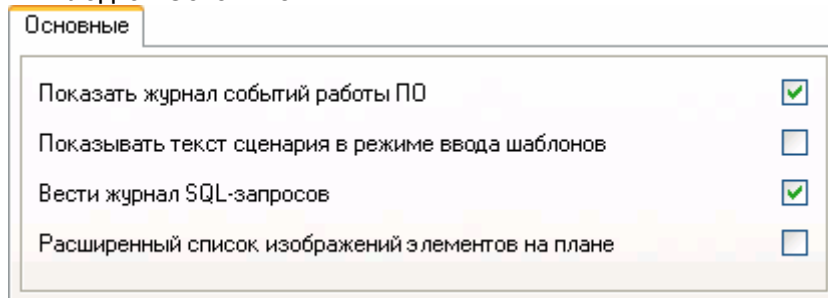 Основные
Показать журнал событий работы ПО
Показывать текст сценария в режиме ввода шаблонов
Вести журнал SQL-запросов
Расширенный список изображений элементов на плане